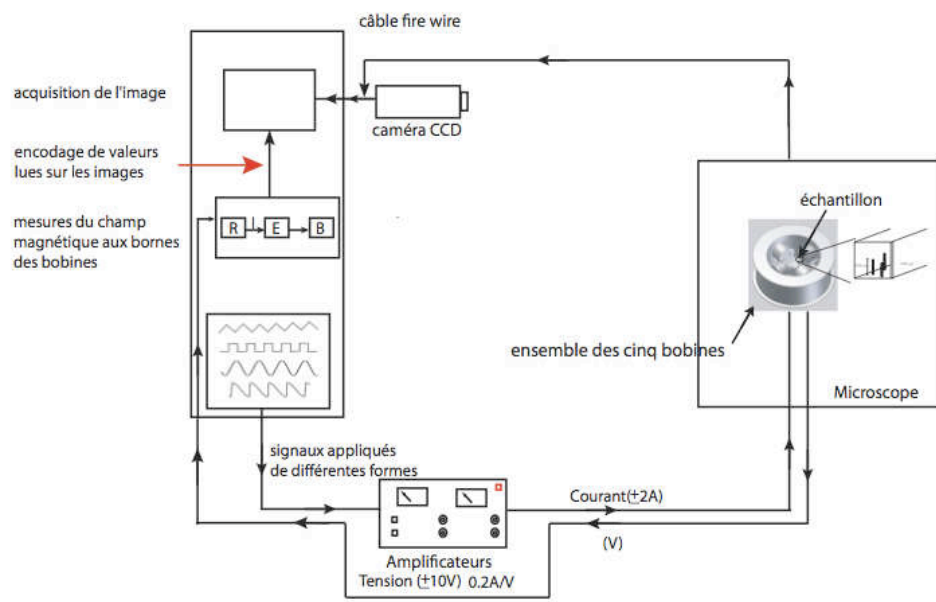 câble fire wire
acquisition de l'image
caméra CCD
encodage de valeurs
lues sur les images
mesures du champ
magnétique aux bornes
des bobines
R
E
B
échantillon
ensemble des cinq bobines
Microscope
signaux appliqués
de différentes formes
Courant(±2A)
(V)
Amplificateurs
Tension (±10V) 0.2A/V